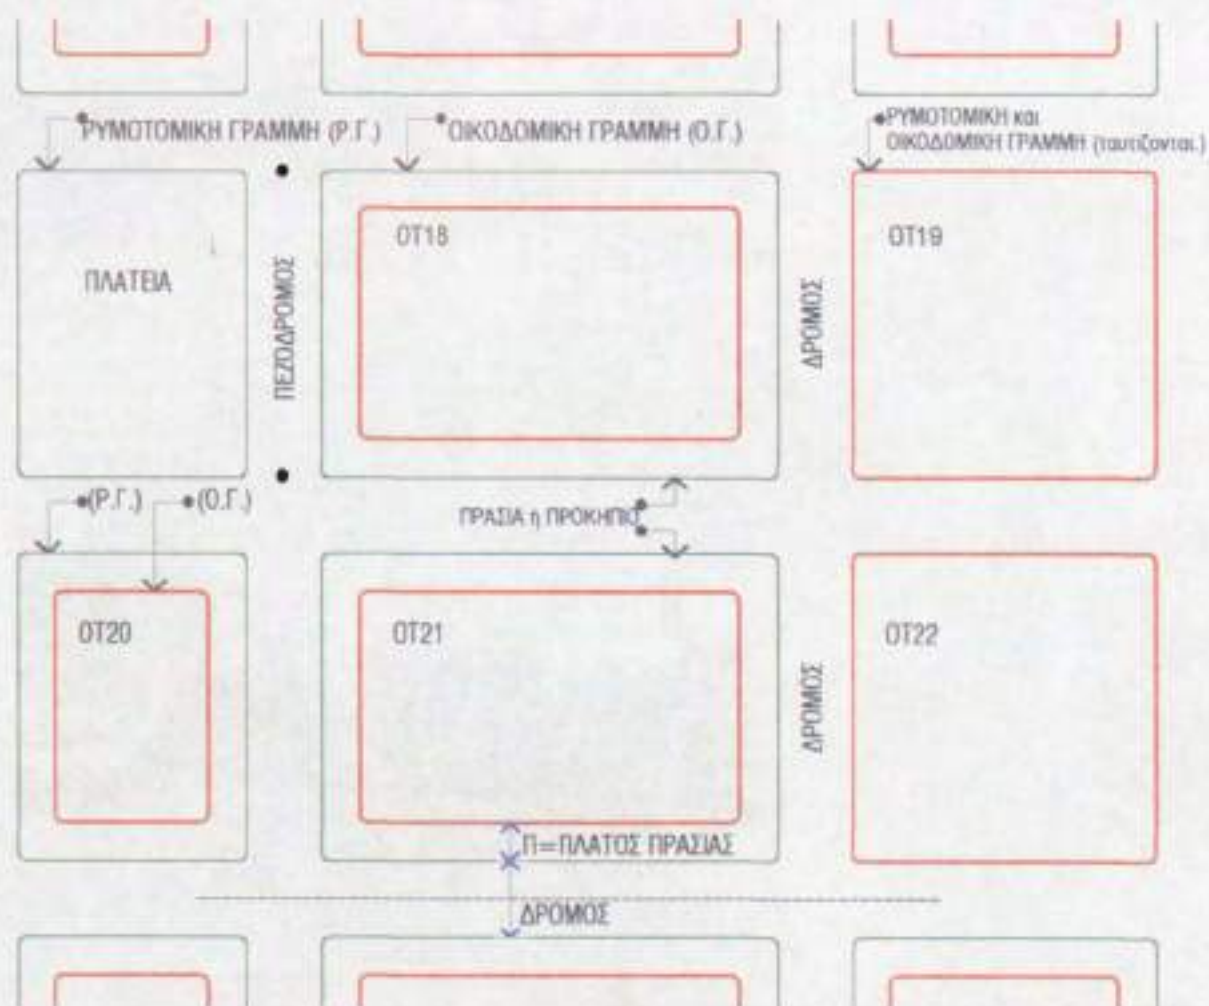 ΡΥΜΟΤΟΜΙΚΗ ΓΡΑΜΜΗ (Ρ.Γ.)
ΟΙΚΟΔΟΜΙΚΗ ΓΡΑΜΜΗ (Ο.Γ.)
ΡΥΜΟΤΟΜΙΚΗ και
ΟΙΚΟΔΟΜΙΚΗ ΓΡΑΜΜΗ (ταυτίζονται.)
ΠΛΑΤΕΙΑ
ΠΕΖΟΔΡΟΜΟΣ
ΟΤ18
ΔΡΟΜΟΣ
ΟΤ19
(Ρ.Γ.)
(Ο.Γ.)
ΠΡΑΣΙΑ ή ΠΡΟΚΗΠΙΟ
ΟΤ20
ΟΤ21
ΔΡΟΜΟΣ
ΟΤ22
Π=ΠΛΑΤΟΣ ΠΡΑΣΙΑΣ
ΔΡΟΜΟΣ